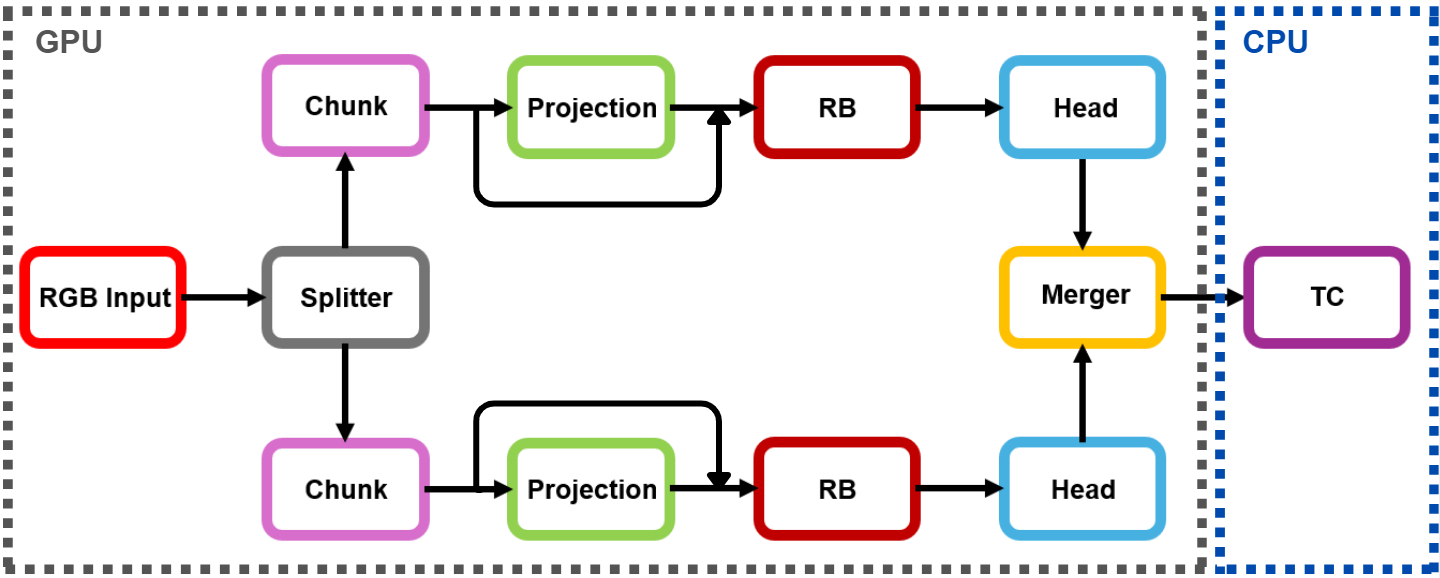 GPU
CPU
Chunk
Projection
RB
Head
RGB Input
Splitter
Merger
TC
Chunk
Projection
RB
Head